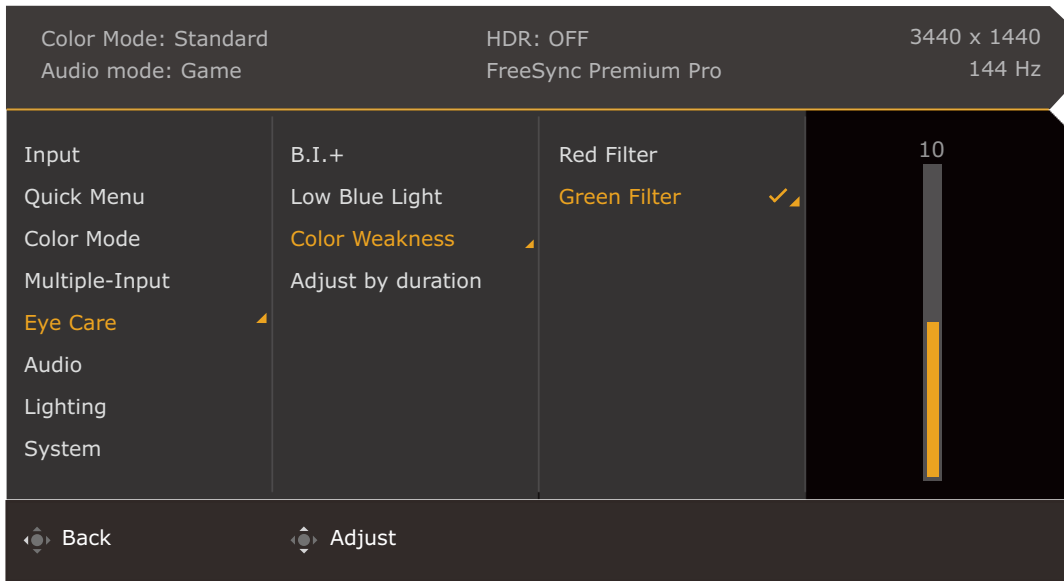 Color Mode: Standard
HDR: OFF
3440 x 1440
Audio mode: Game
FreeSync Premium Pro
144 Hz
Input
Quick Menu
Color Mode
Multiple-Input
Eye Care
Audio
Lighting
System
B.I.+
Low Blue Light
Color Weakness
Adjust by duration
Red Filter
Green Filter
10
Back
Adjust